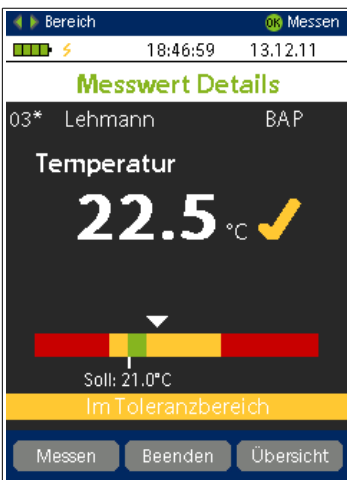 Bereich OK Messen
18:46:59 13.12.11
Messwert Details
03* Lehmann BAP
Temperatur
22.5 °C
Soll: 21.0°C
Im Toleranzbereich
Messen Beenden Übersicht